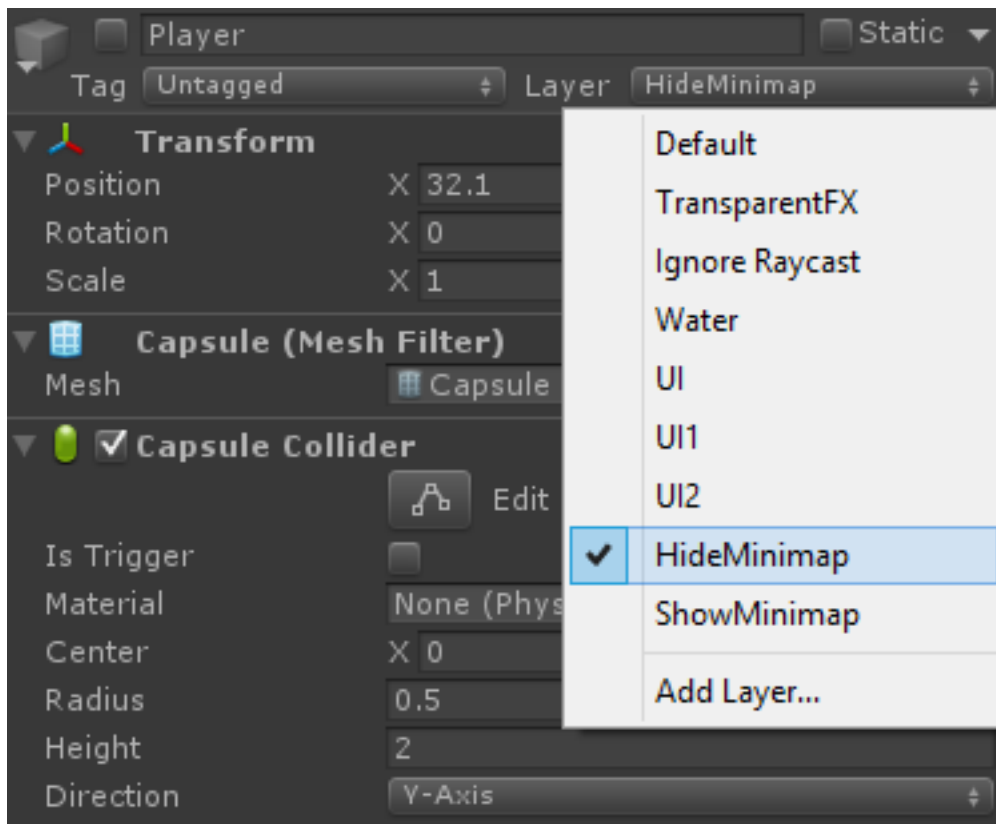 Player Static
Tag Untagged Layer HideMinimap
Transform
Position X 32.1
Rotation X 0
Scale X 1
Capsule (Mesh Filter)
Mesh Capsule
Capsule Collider
Edit
Is Trigger
Material None (Phys
Center X 0
Radius 0.5
Height 2
Direction Y-Axis
Default
TransparentFX
Ignore Raycast
Water
UI
UI1
UI2
HideMinimap
ShowMinimap
Add Layer...